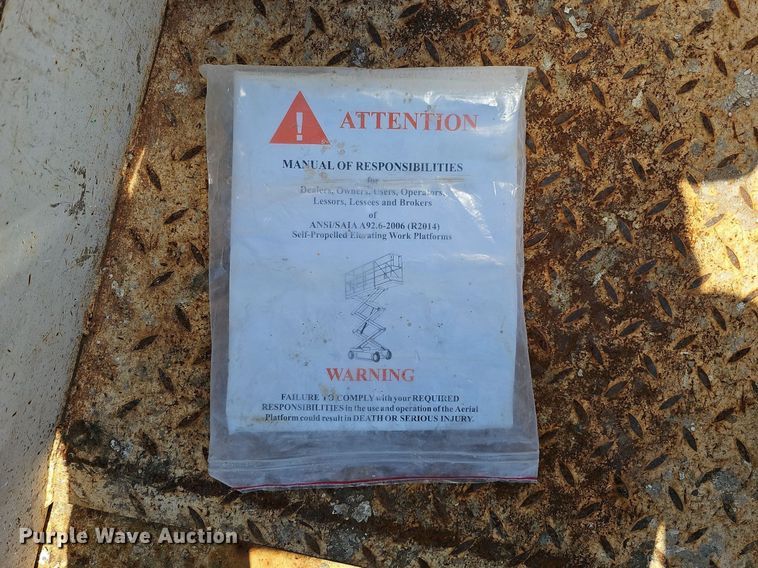 ATTENTION
MANUAL OF RESPONSIBILITIES
for
Dealers, Owners, Users, Operators,
Lessors, Lessees and Brokers
of
ANSI/SAIA A92.6-2006 (R2014)
Self-Propelled Elevating Work Platforms
WARNING
FAILURE TO COMPLY with your REQUIRED
RESPONSIBILITIES in the use and operation of the Aerial
Platform could result in DEATH OR SERIOUS INJURY.
Purple Wave Auction